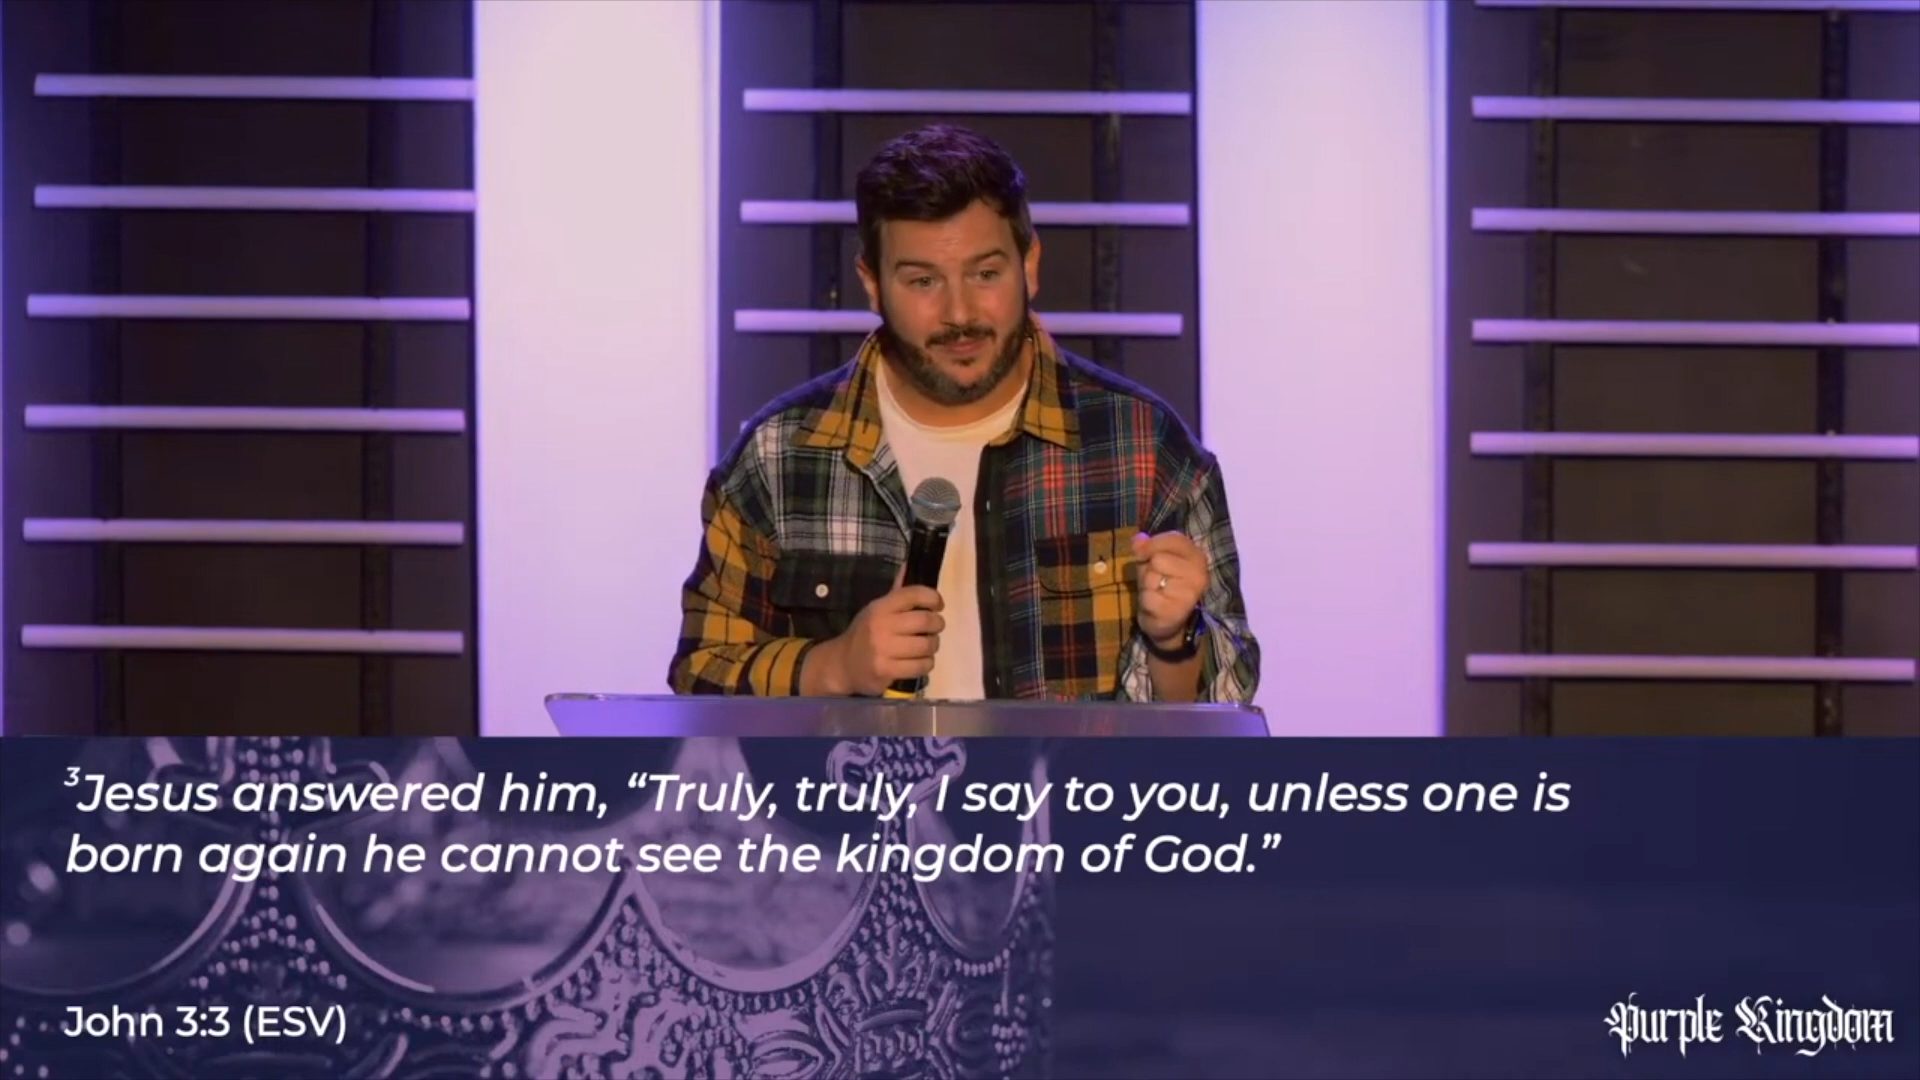 ³Jesus answered him, “Truly, truly, I say to you, unless one is
born again he cannot see the kingdom of God.”
John 3:3 (ESV)
Purple Kingdom